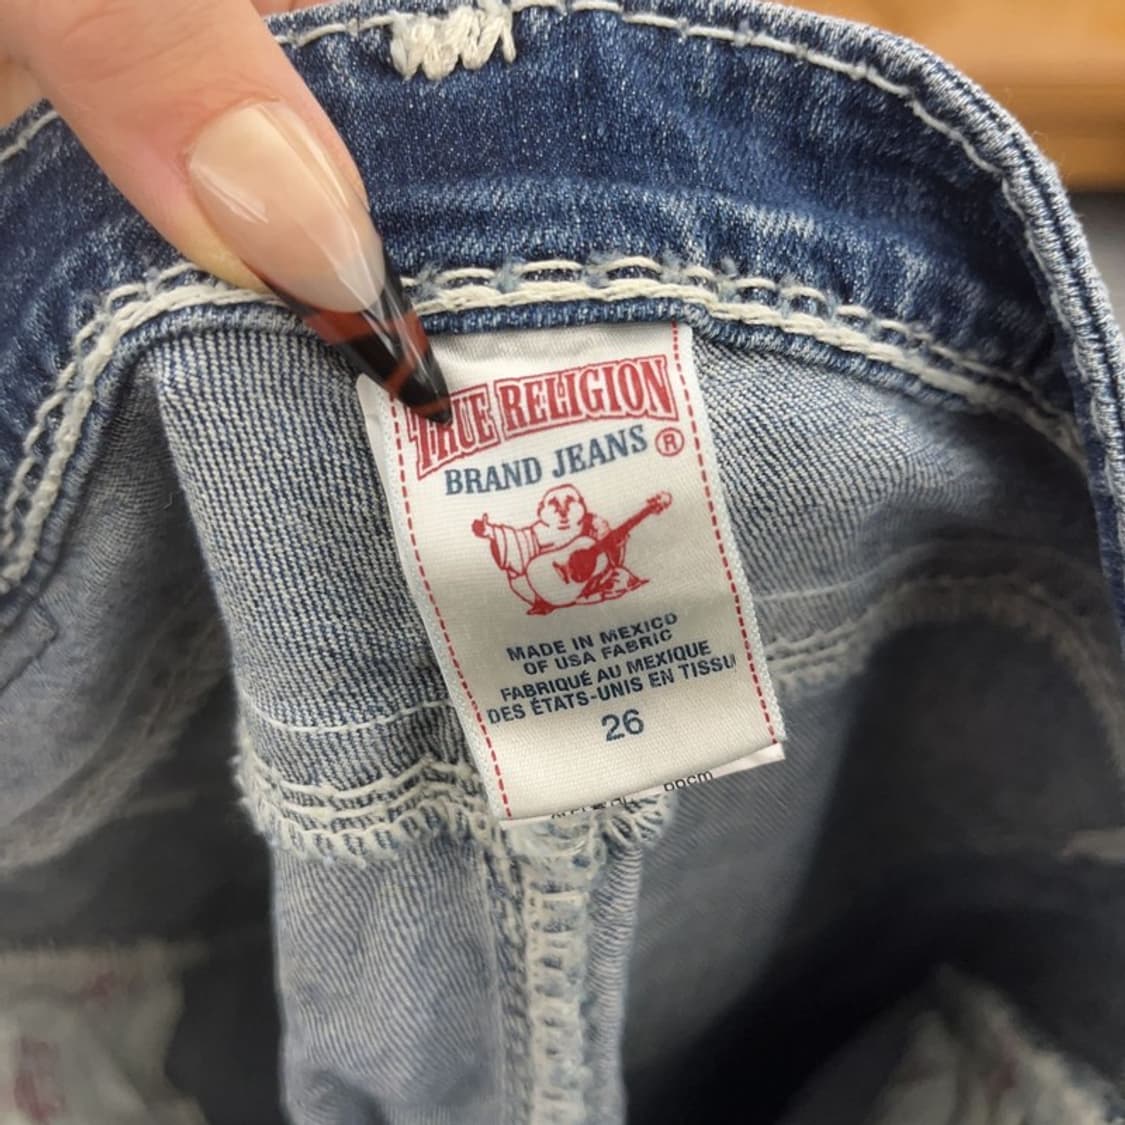 TRUE RELIGION
BRAND JEANS ®
MADE IN MEXICO
OF USA FABRIC
FABRIQUÉ AU MEXIQUE
DES ÉTATS-UNIS EN TISSU
26